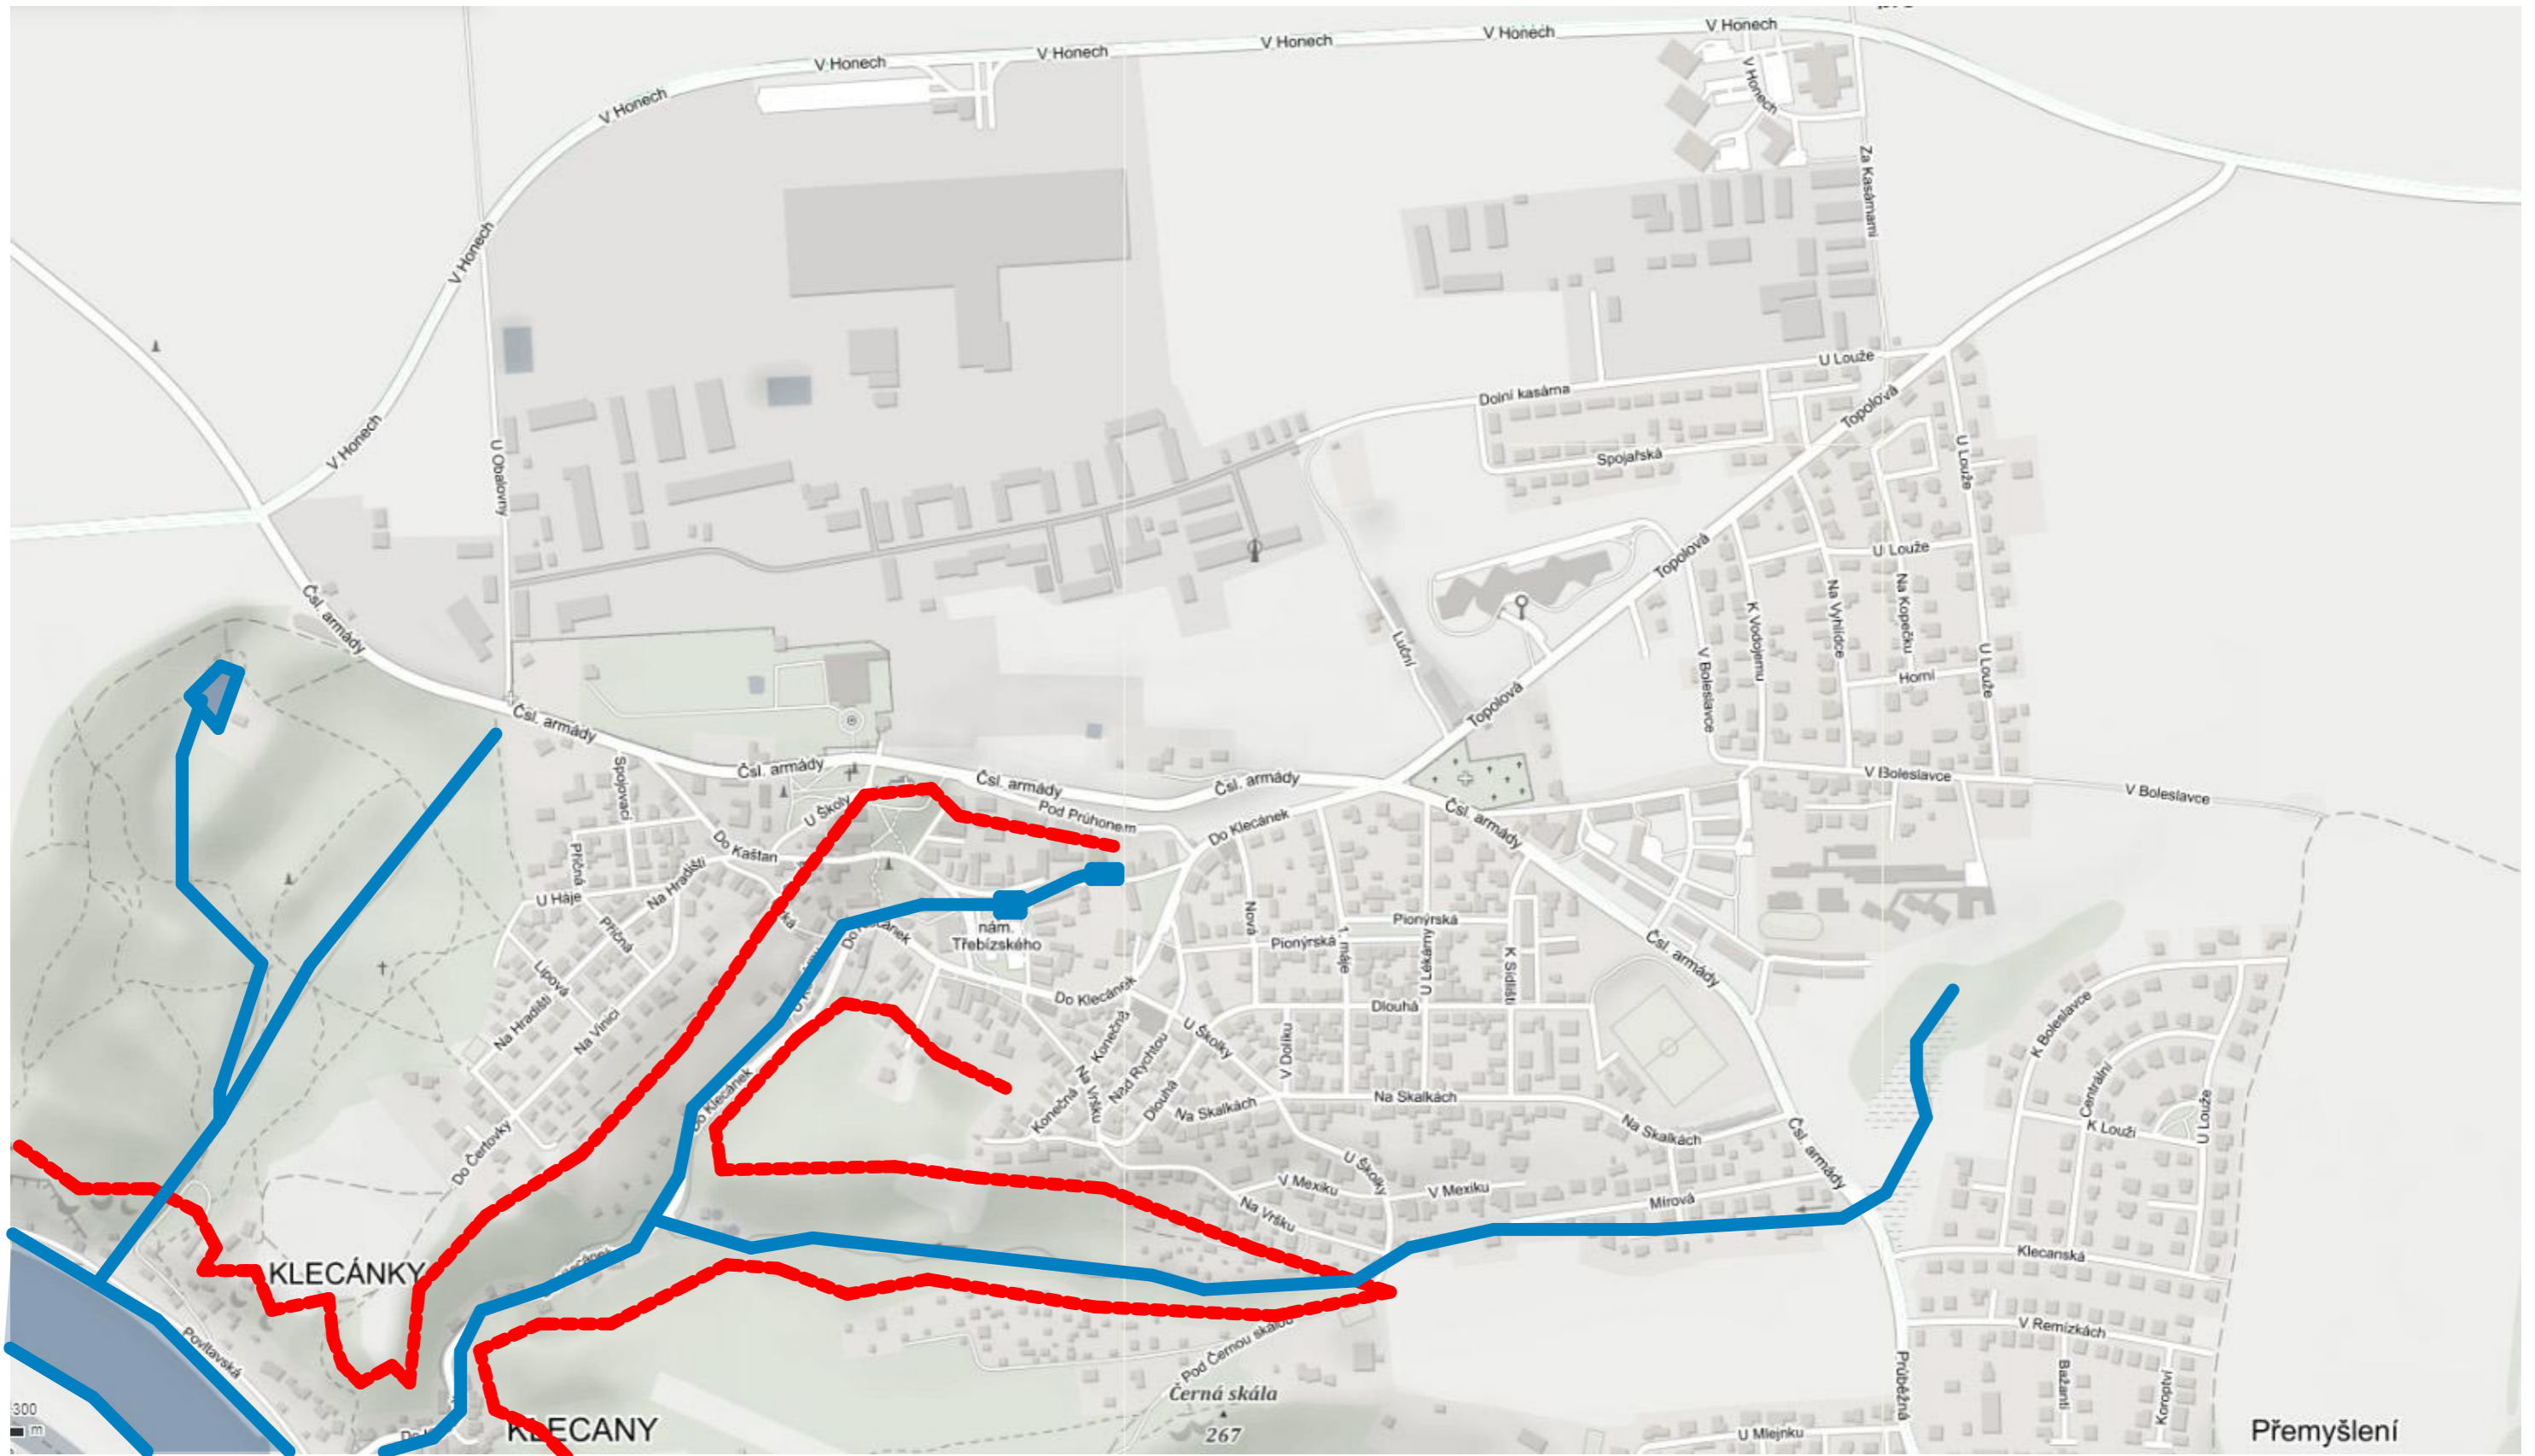 V Honech
V Honech
V Honech
V Honech
V Honech
V Honech
V Honech
V Honech
V Honech
Za Kasárnami
U Obalovny
U Louže
Dolní kasárna
Topolová
Spojařská
U Louže
Topolová
U Louže
Čsl. armády
K Vodojemu
Na Vyhlídce
Na Kopečku
Luční
V Boleslavce
U Louže
Horní
Topolová
Čsl. armády
Spojovací
Čsl. armády
Čsl. armády
Čsl. armády
V Boleslavce
V Boleslavce
U Školy
Pod Průhonem
Do Klecánek
Čsl. armády
Příčná
Do Kaštan
Na Hradišti
U Háje
Příčná
nám.
Třebízského
Nová
Pionýrská
Pionýrská
1. máje
U Lékárny
K Sídlišti
Čsl. armády
Lipová
Na Hradišti
Na Vinici
Do Klecánek
Konečná
U Školky
V Dolíku
Dlouhá
K Boleslavce
Centrální
U Louže
K Louži
Do Klecánek
Na Vršku
Nad Rychtou
Konečná
Dlouhá
Na Skalkách
Na Skalkách
Na Skalkách
Čsl. armády
Do Čertovky
U Školky
V Mexiku
V Mexiku
Mírová
Na Vršku
Klecanská
KLECÁNKY
Povltavská
V Remízkách
Pod Černou skálou
Černá skála
267
Průběžná
Bažantí
Koroptví
300
m
KLECANY
U Mlejnku
Přemyšlení